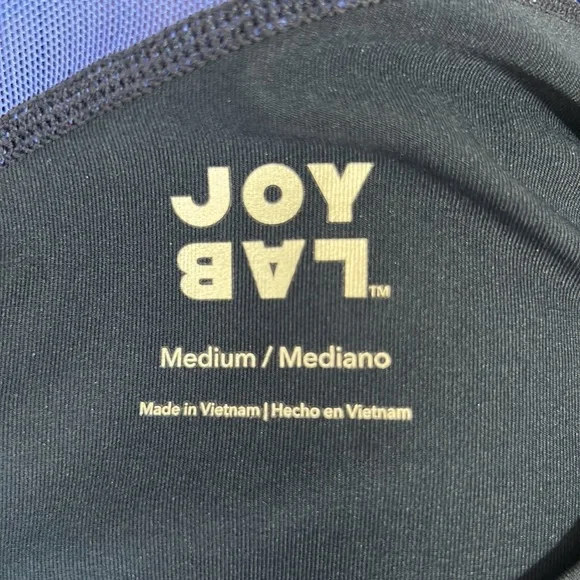 JOY
LAB™
Medium / Mediano
Made in Vietnam | Hecho en Vietnam